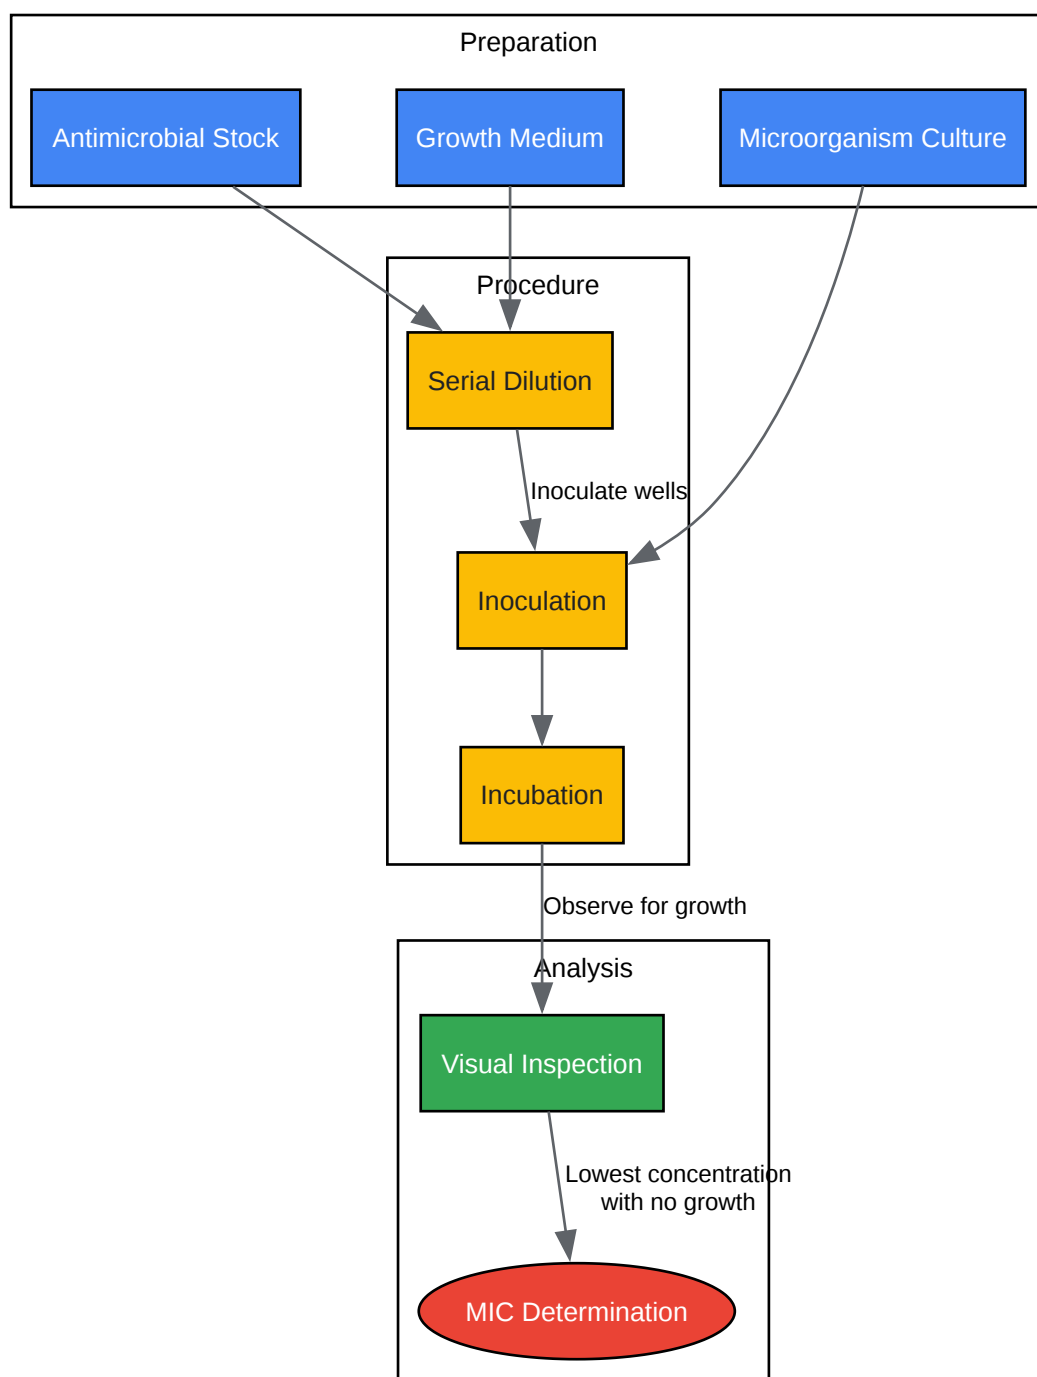 Preparation
Antimicrobial Stock
Growth Medium
Microorganism Culture
Procedure
Serial Dilution
Inoculate wells
Inoculation
Incubation
Observe for growth
Analysis
Visual Inspection
Lowest concentration
with no growth
MIC Determination